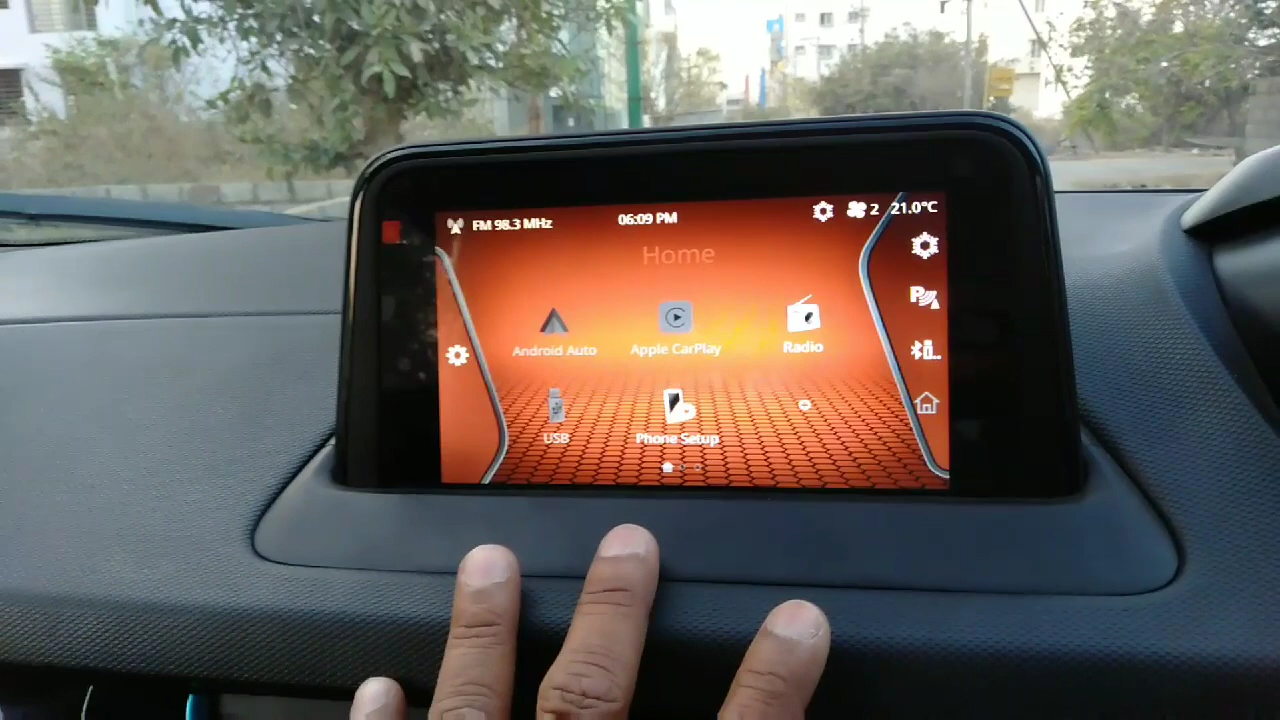 FM 98.3 MHz
06:09 PM
2 21.0°C
Home
Android Auto
Apple CarPlay
Radio
USB
Phone Setup